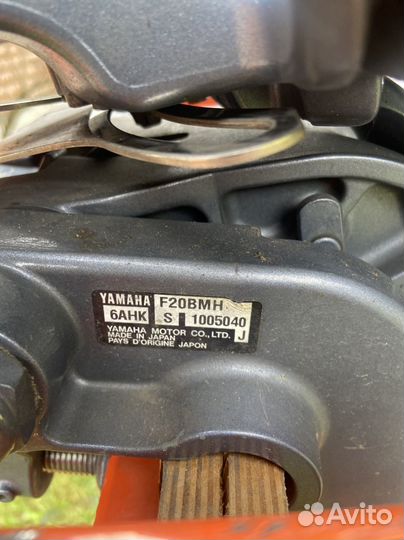 YAMAHA F20BMH
6AHK S 1005040
YAMAHA MOTOR CO.,LTD. J
MADE IN JAPAN
PAYS D'ORIGINE JAPON
Avito